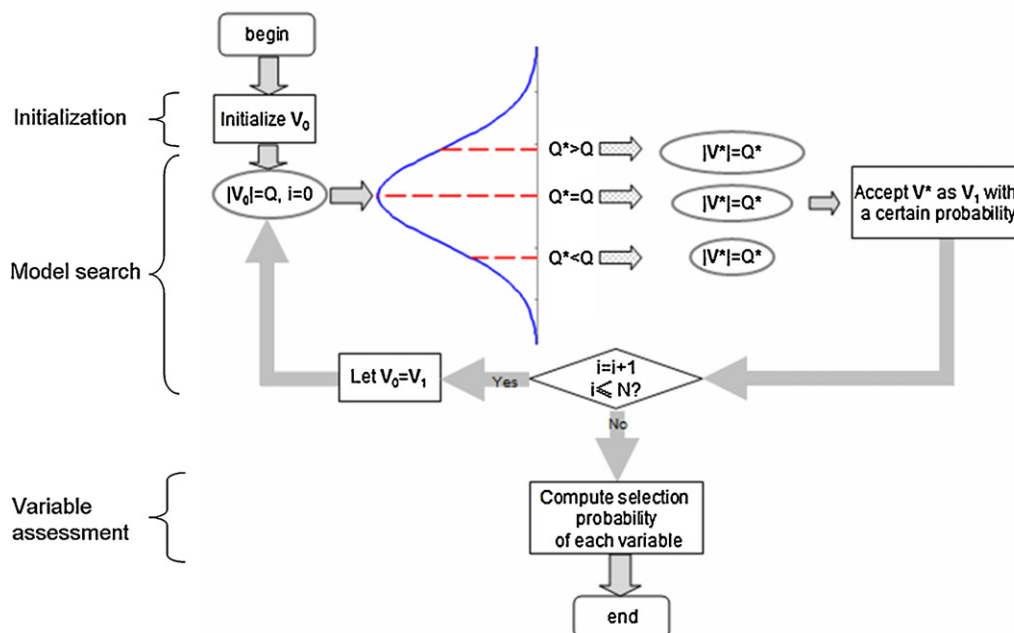 begin
Initialization
Initialize V₀
|V₀|=Q, i=0
Q*>Q
|V*|=Q*
Q*=Q
|V*|=Q*
Q*<Q
|V*|=Q*
Accept V* as V₁ with
a certain probability
Model search
Let V₀=V₁
Yes
i=i+1
i⩽ N?
No
Variable
assessment
Compute selection
probability
of each variable
end